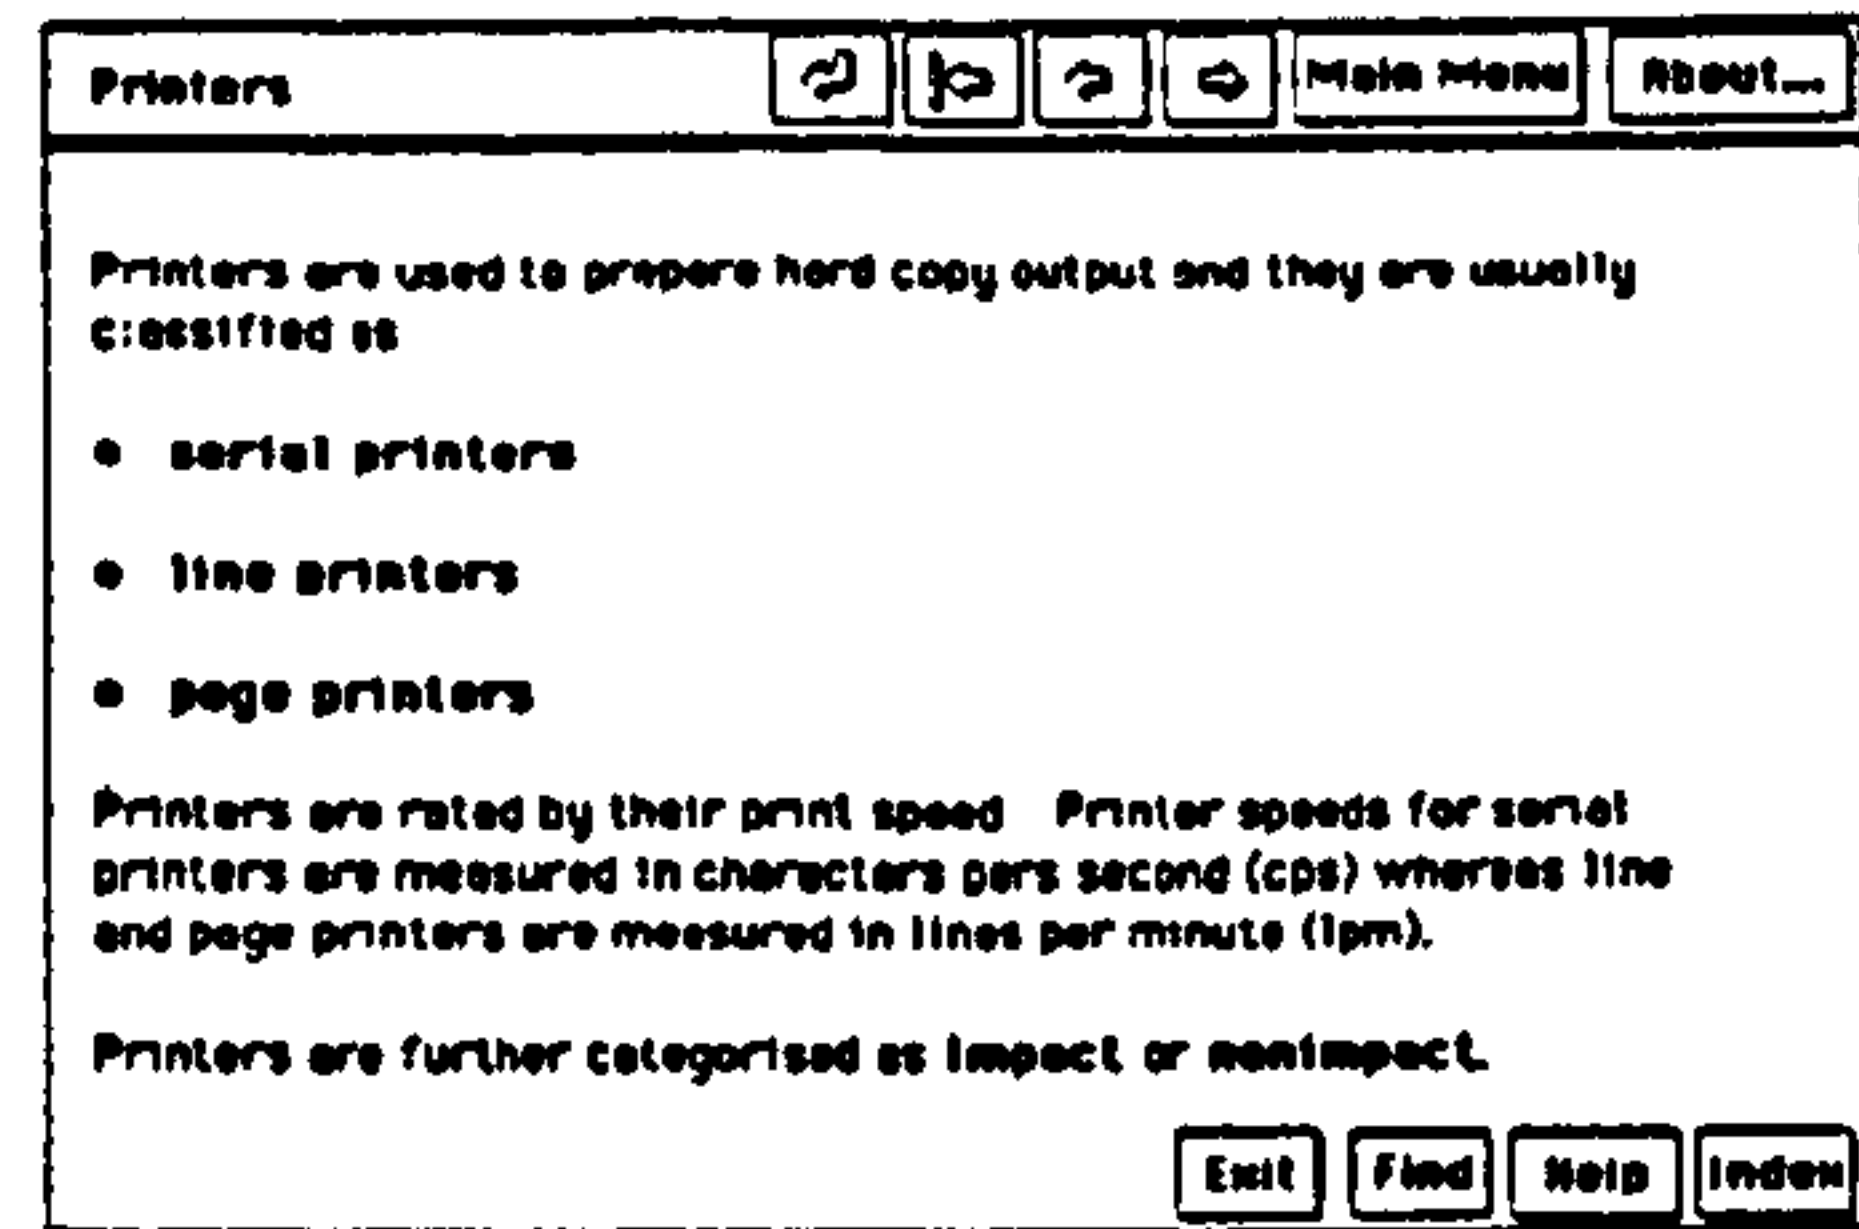 Printers Main Menu About...
Printers are used to prepare hard copy output and they are usually
classified as
• serial printers
• line printers
• page printers
Printers are rated by their print speed Printer speeds for serial
printers are measured in characters pers second (cps) whereas line
and page printers are measured in lines per minute (lpm).
Printers are further categorised as impact or nonimpact.
Exit Find Help Index